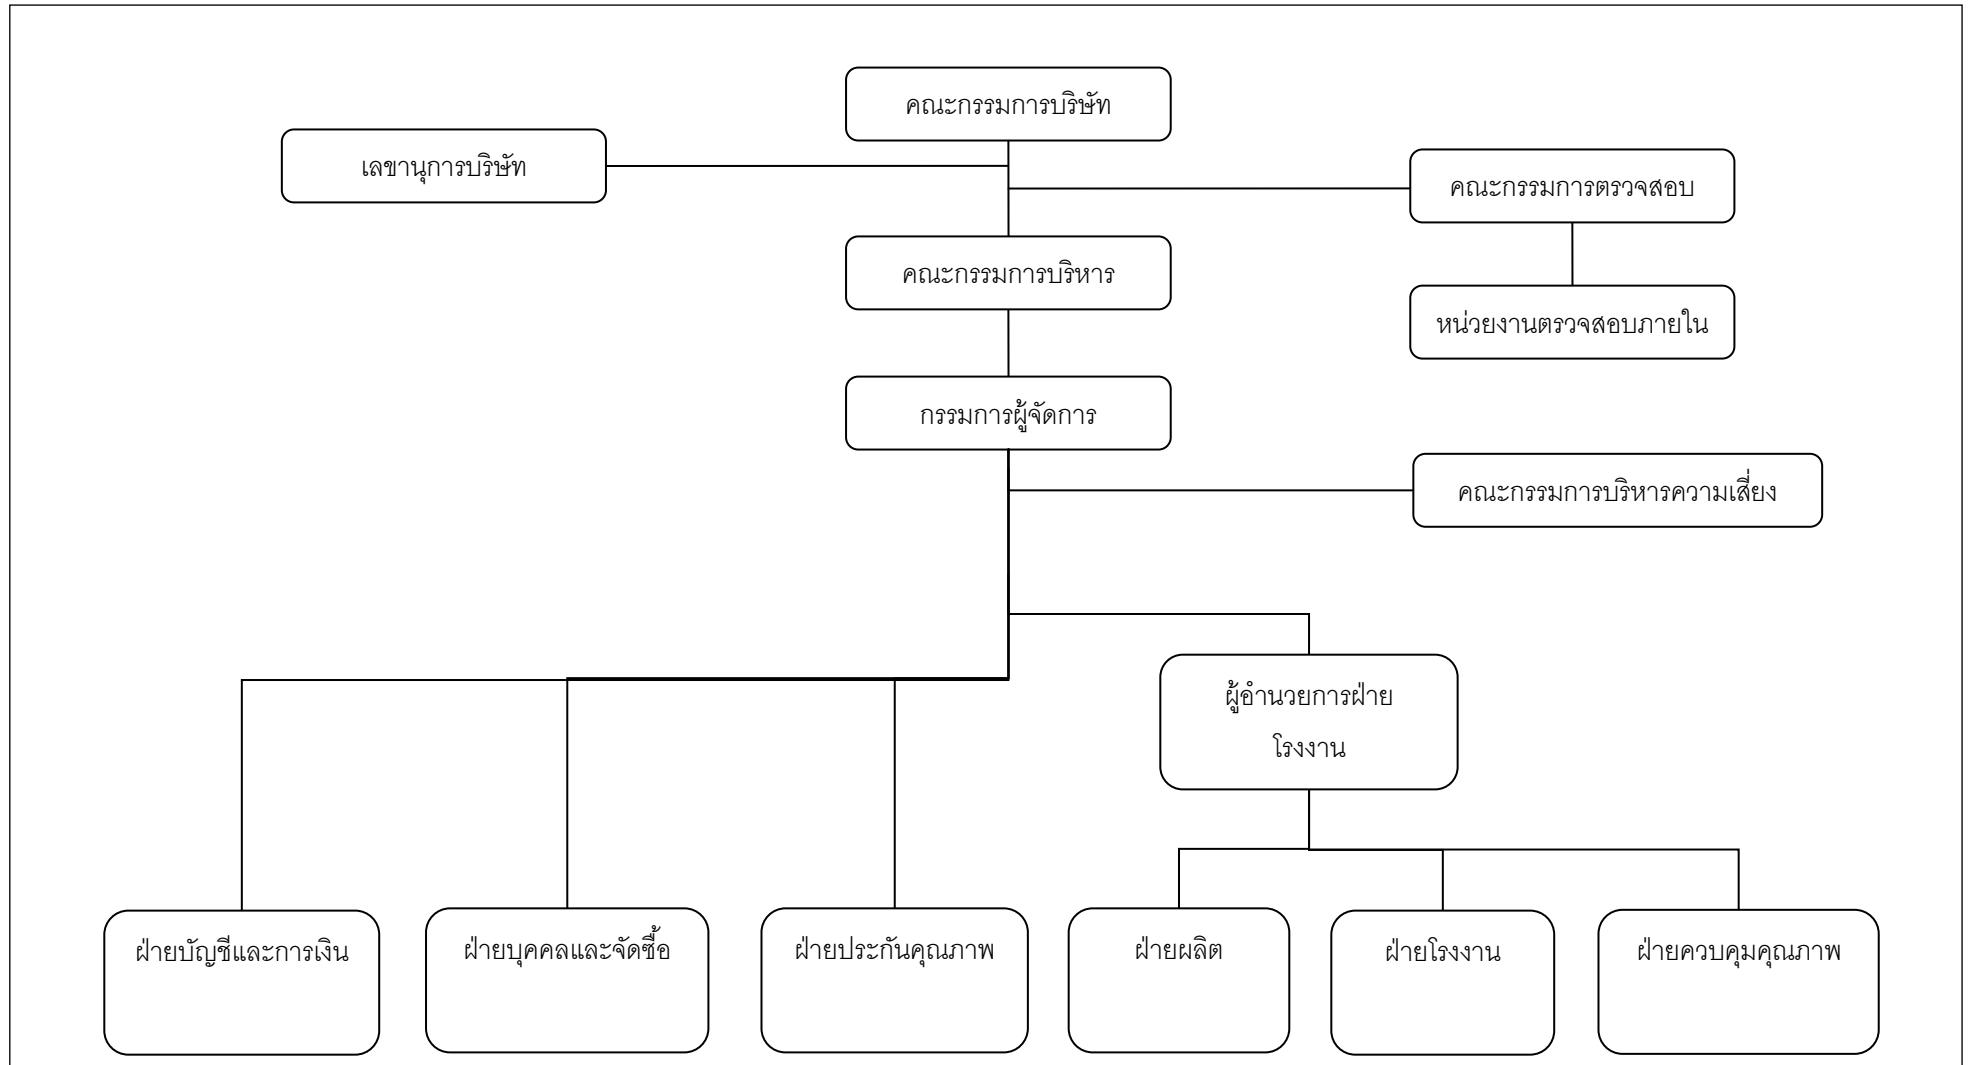 คณะกรรมการบริษัท
เลขานุการบริษัท
คณะกรรมการตรวจสอบ
คณะกรรมการบริหาร
หน่วยงานตรวจสอบภายใน
กรรมการผู้จัดการ
คณะกรรมการบริหารความเสี่ยง
ผู้อำนวยการฝ่าย
โรงงาน
ฝ่ายบัญชีและการเงิน
ฝ่ายบุคคลและจัดซื้อ
ฝ่ายประกันคุณภาพ
ฝ่ายผลิต
ฝ่ายโรงงาน
ฝ่ายควบคุมคุณภาพ